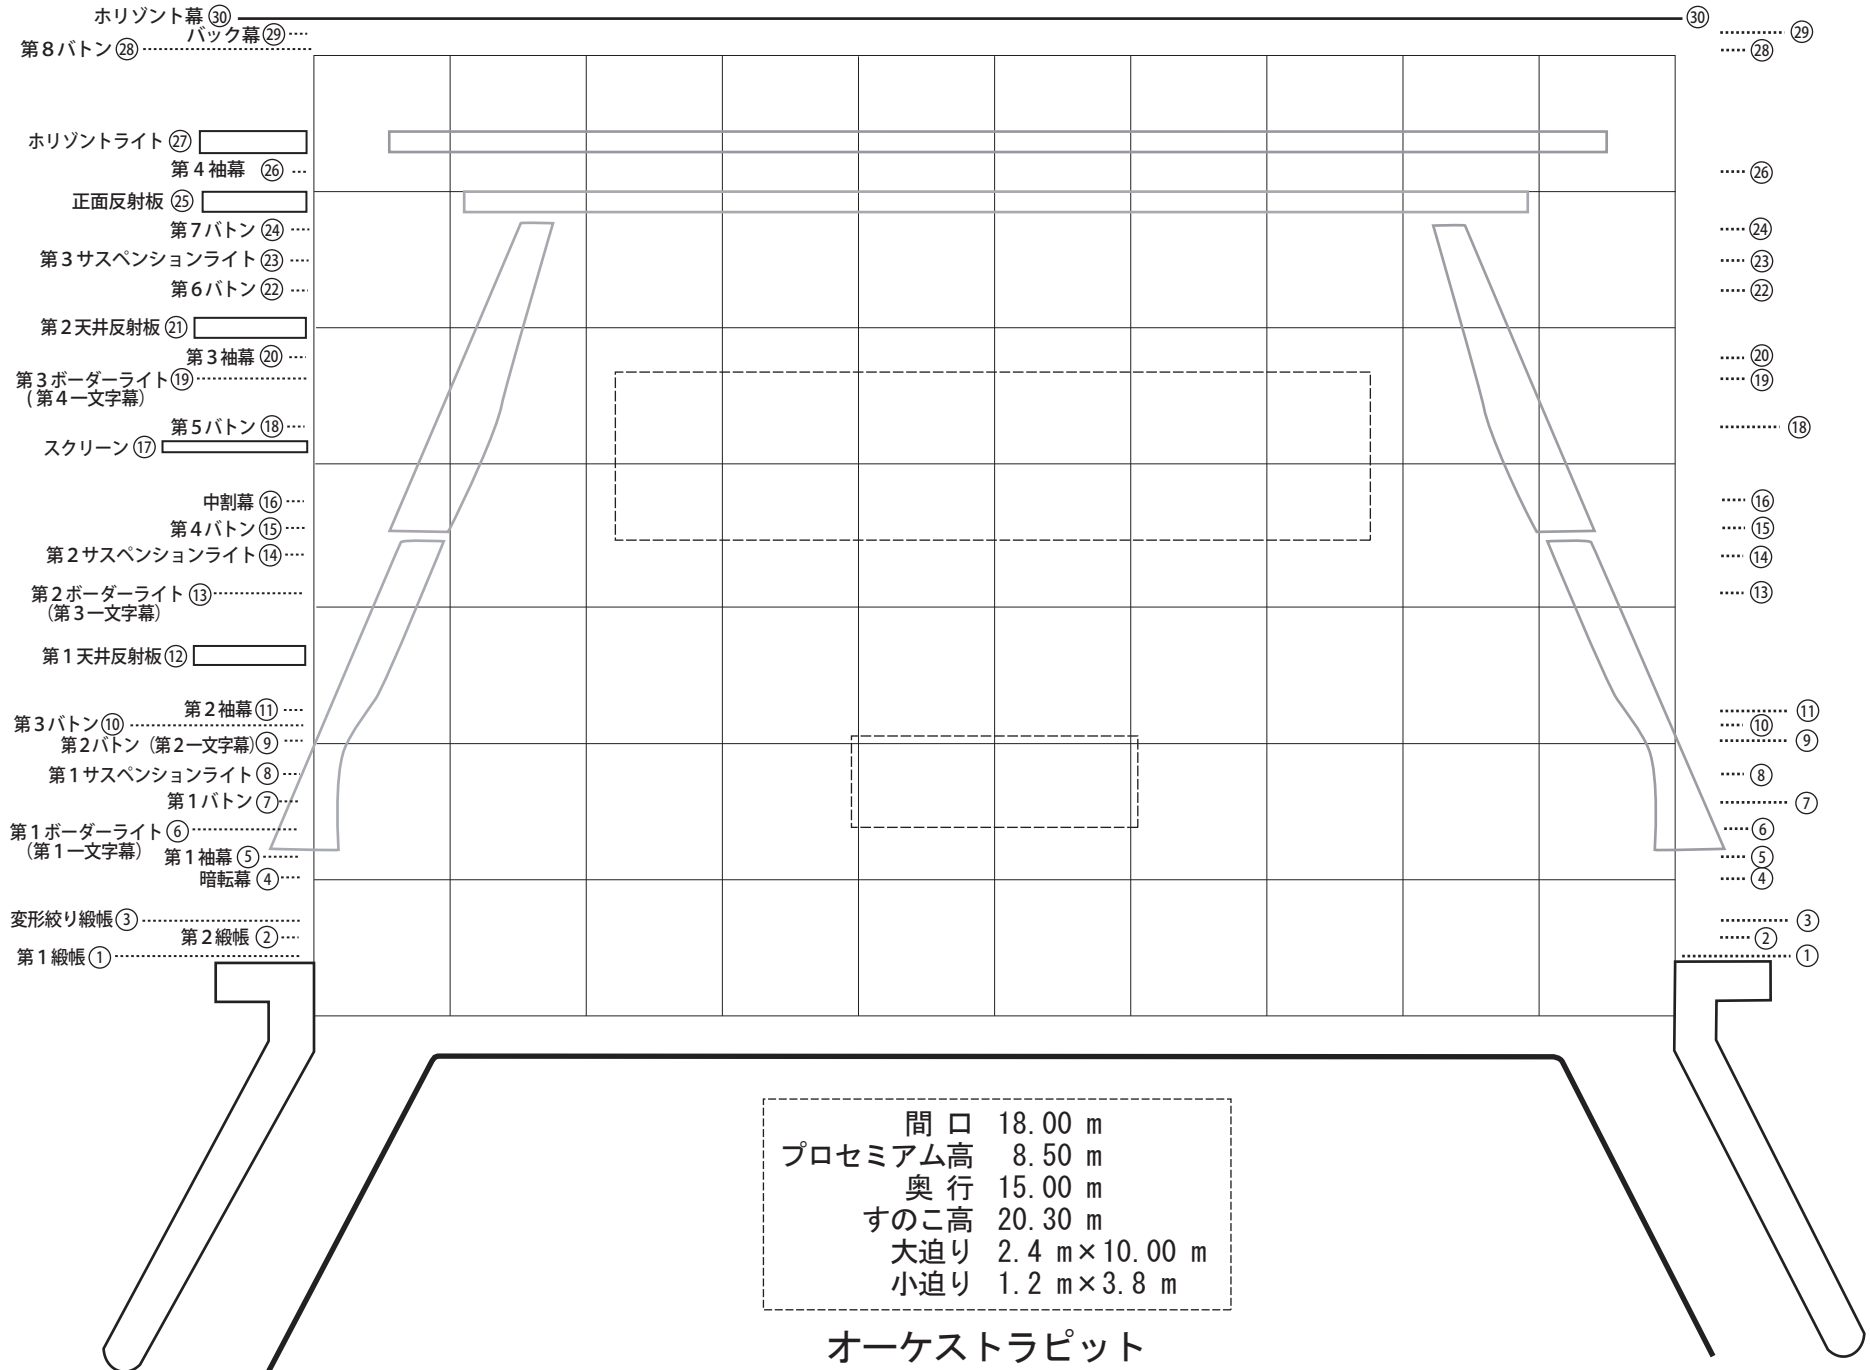 ホリゾント幕㉚ ㉚
バック幕㉙ ㉙
第8バトン㉘ ㉘
ホリゾントライト㉗
第4袖幕 ㉖ ㉖
正面反射板㉕
第7バトン㉔ ㉔
第3サスペンションライト㉓ ㉓
第6バトン㉒ ㉒
第2天井反射板㉑
第3袖幕⑳ ⑳
第3ボーダーライト⑲ ⑲
(第4一文字幕)
第5バトン⑱ ⑱
スクリーン⑰
中割幕⑯ ⑯
第4バトン⑮ ⑮
第2サスペンションライト⑭ ⑭
第2ボーダーライト⑬ ⑬
(第3一文字幕)
第1天井反射板⑫
第2袖幕⑪ ⑪
第3バトン⑩ ⑩
第2バトン(第2一文字幕)⑨ ⑨
第1サスペンションライト⑧ ⑧
第1バトン⑦ ⑦
第1ボーダーライト⑥ ⑥
(第1一文字幕)
第1袖幕⑤ ⑤
暗転幕④ ④
変形絞り緞帳③ ③
第2緞帳② ②
第1緞帳① ①
間口 18.00 m
プロセミアム高 8.50 m
奥行 15.00 m
すのこ高 20.30 m
大迫り 2.4 m×10.00 m
小迫り 1.2 m×3.8 m
オーケストラピット